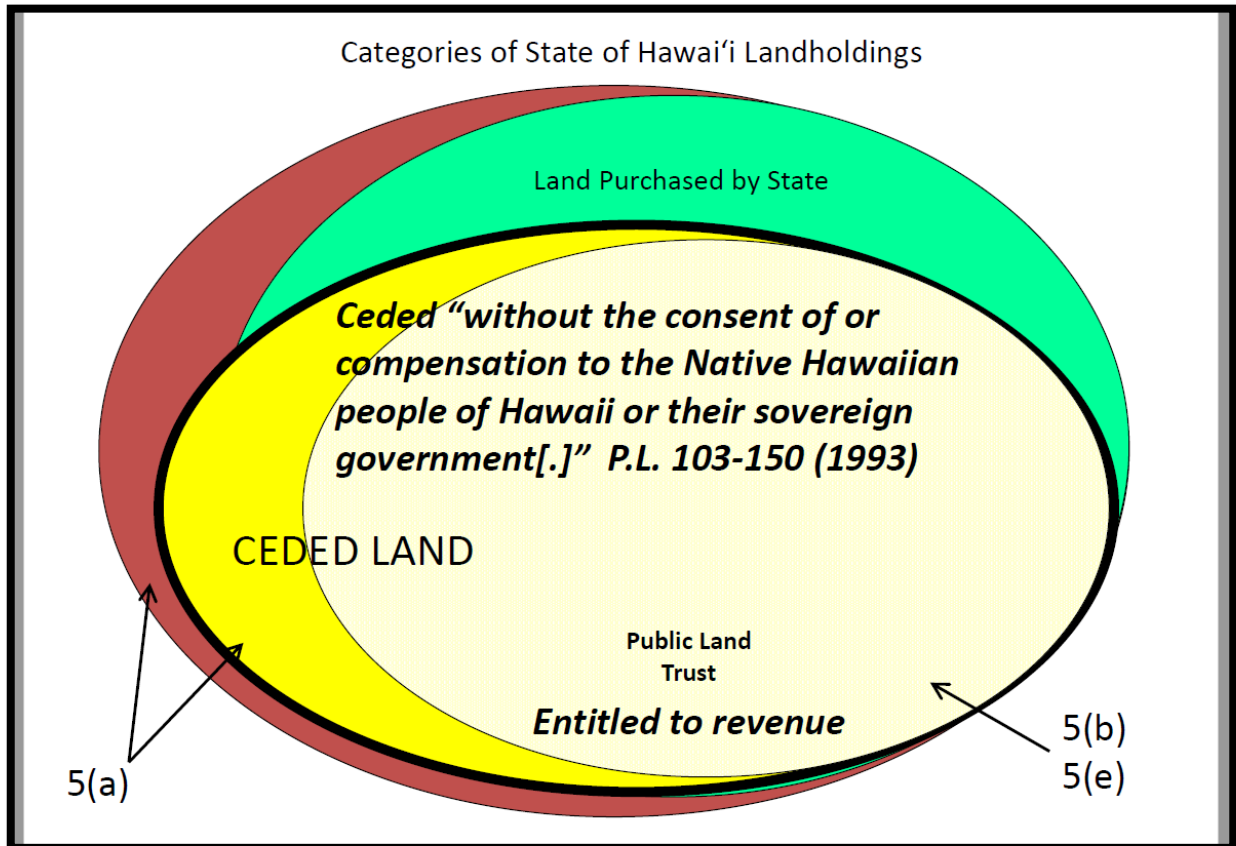 Categories of State of Hawai‘i Landholdings
Land Purchased by State
Ceded “without the consent of or
compensation to the Native Hawaiian
people of Hawaii or their sovereign
government[.]” P.L. 103-150 (1993)
CEDED LAND
Public Land
Trust
Entitled to revenue
5(a)
5(b)
5(e)